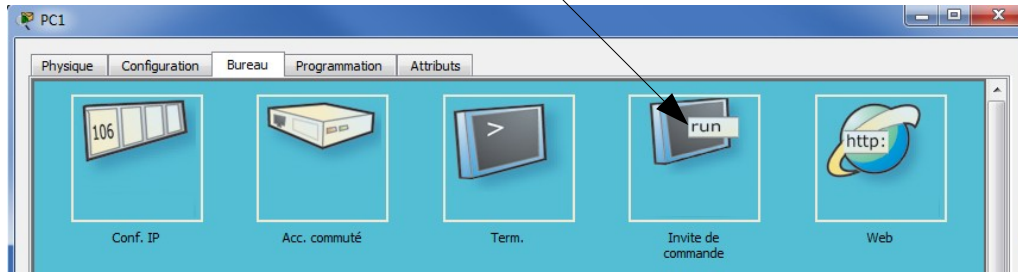 PC1
Physique Configuration Bureau Programmation Attributs
106
>
run
http:
Conf. IP
Acc. commuté
Term.
Invite de
commande
Web